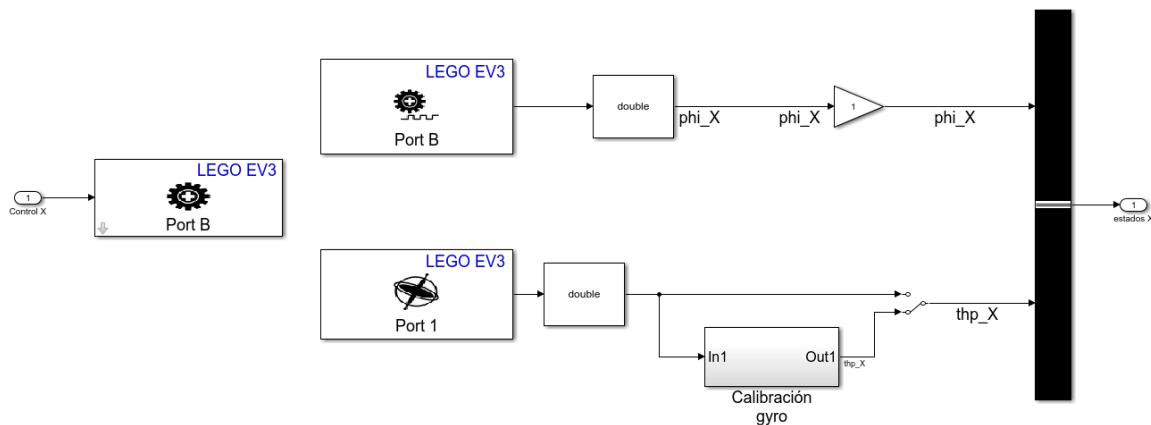 LEGO EV3
Port B
double
phi_X
phi_X
1
phi_X
LEGO EV3
Port B
1
Control X
1
estados X
LEGO EV3
Port 1
double
thp_X
In1
Out1
thp_X
Calibración
gyro